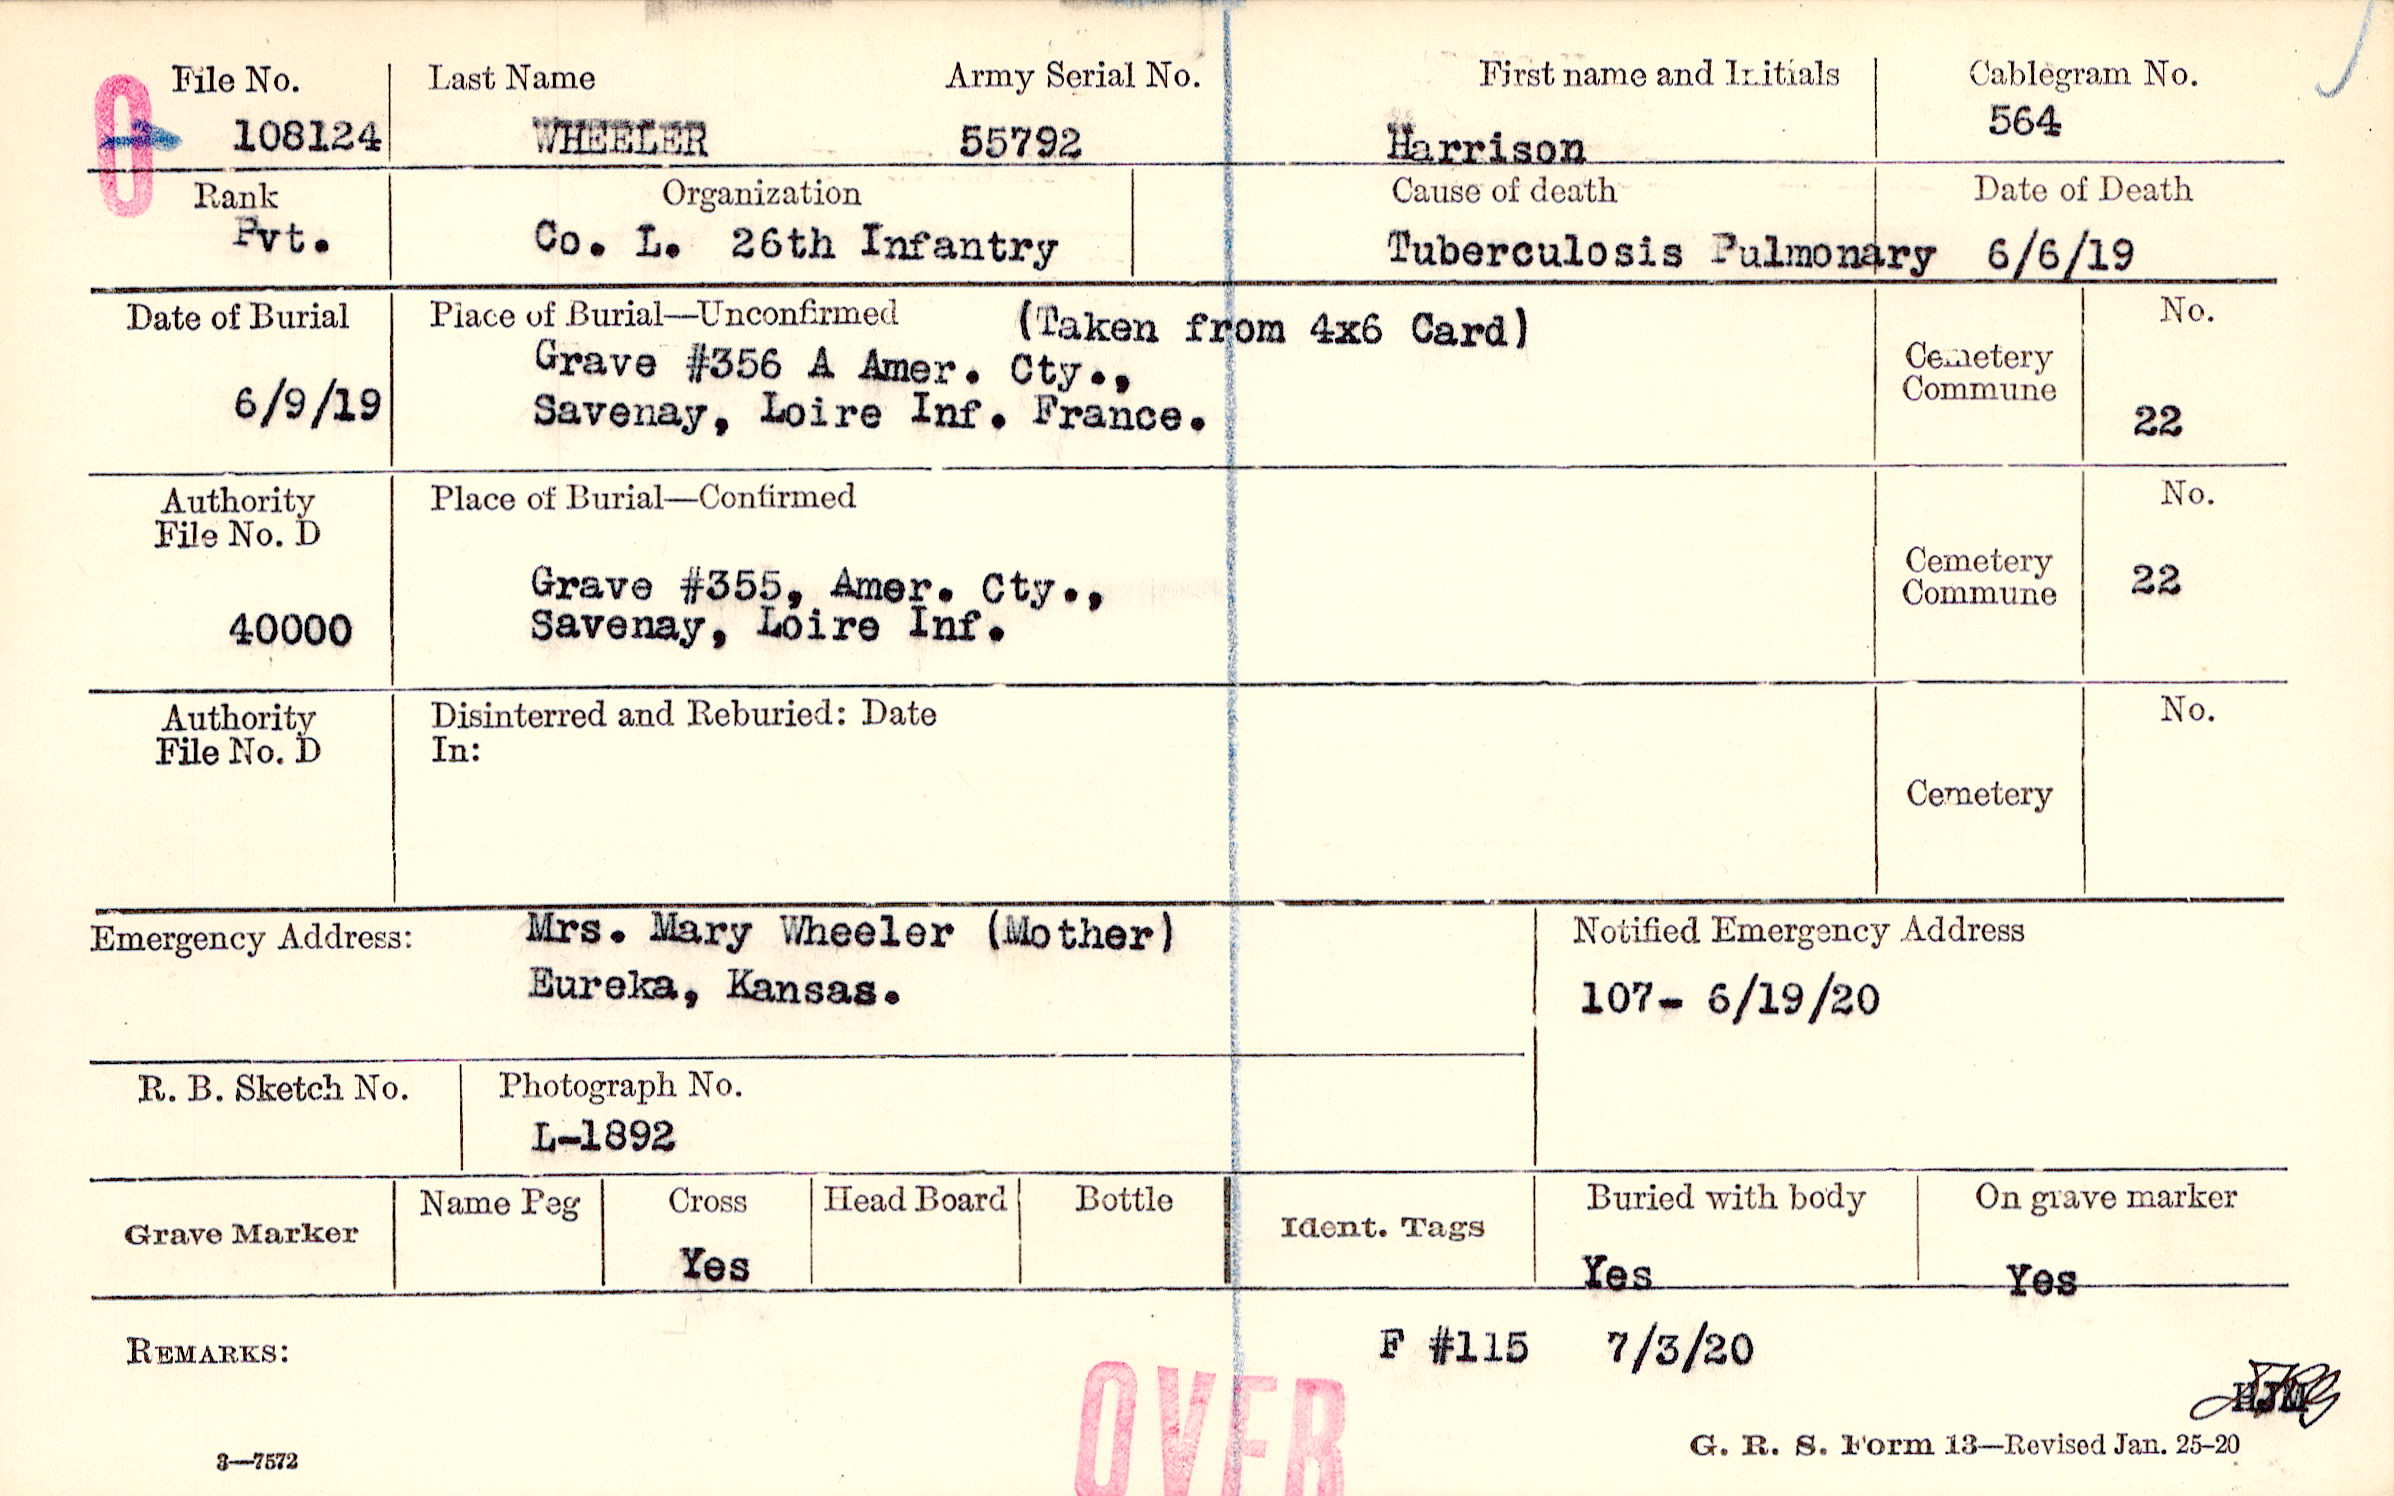 File No. Last Name Army Serial No. First name and Initials Cablegram No.
O 108124 WHEELER 55792 Harrison 564
Rank Organization Cause of death Date of Death
Pvt. Co. L. 26th Infantry Tuberculosis Pulmonary 6/6/19
Date of Burial Place of Burial—Unconfirmed (Taken from 4x6 Card) No.
Grave #356 A Amer. Cty., Cemetery
6/9/19 Savenay, Loire Inf. France. Commune 22
Authority Place of Burial—Confirmed No.
File No. D
Grave #355, Amer. Cty., Cemetery
40000 Savenay, Loire Inf. Commune 22
Authority Disinterred and Reburied: Date No.
File No. D In:
Cemetery
Emergency Address: Mrs. Mary Wheeler (Mother) Notified Emergency Address
Eureka, Kansas. 107- 6/19/20
R. B. Sketch No. Photograph No.
L-1892
Grave Marker Name Peg Cross Head Board Bottle Ident. Tags Buried with body On grave marker
Yes Yes Yes
REMARKS: F #115 7/3/20
HJM
OVER
3—7572 G. R. S. Form 13—Revised Jan. 25-20